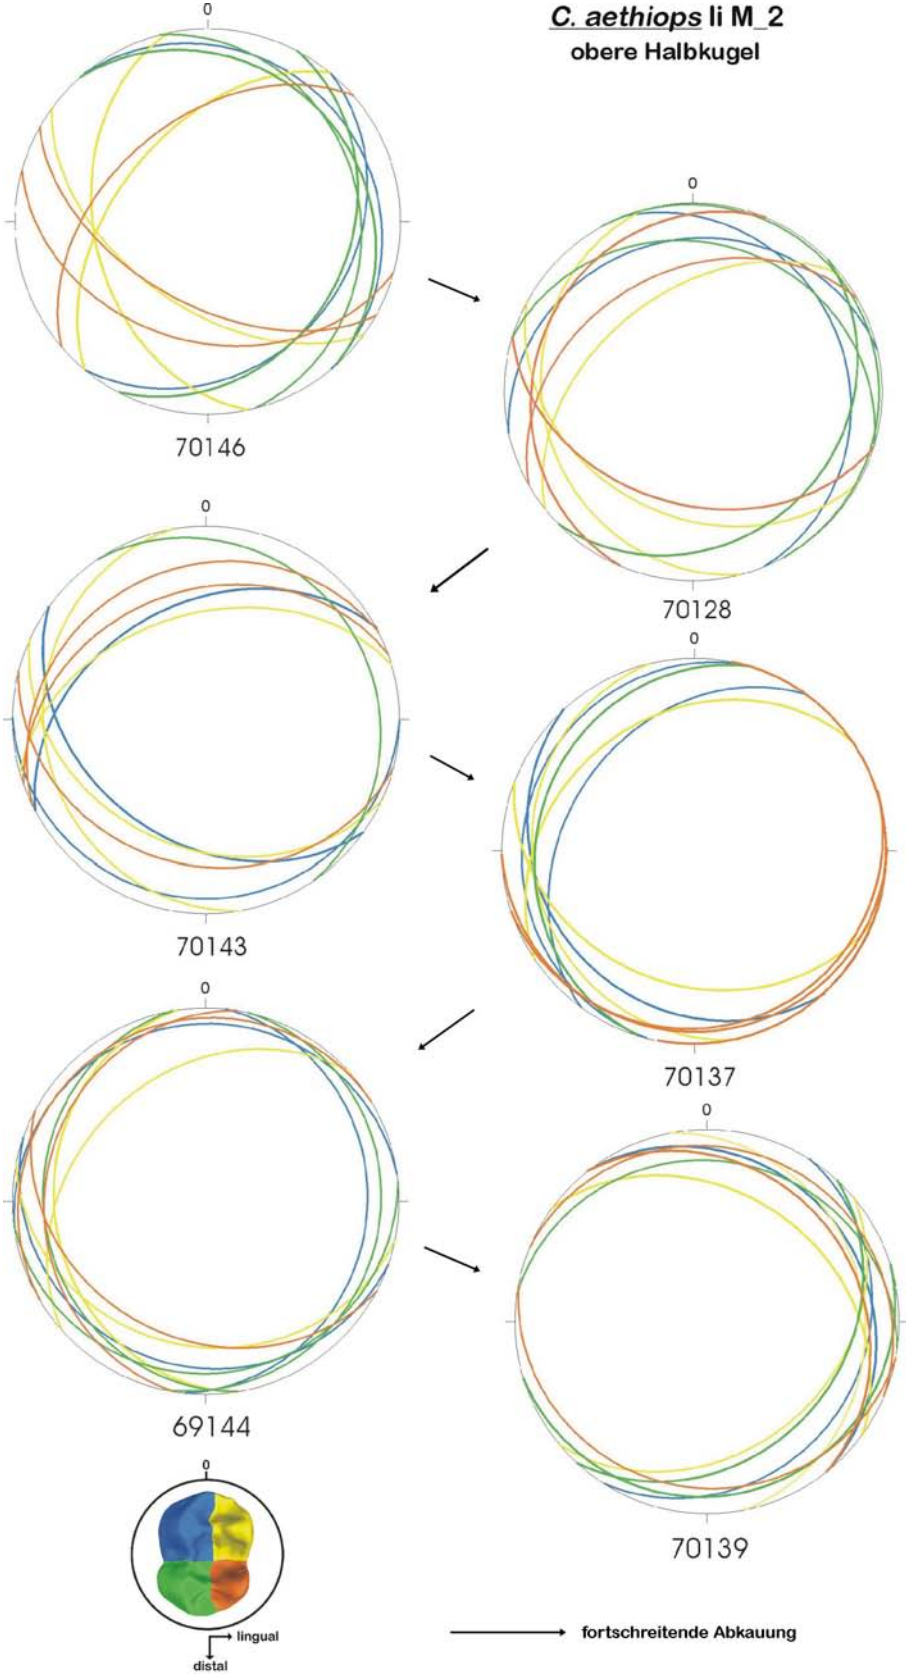 C. aethiops li M_2
obere Halbkugel
0
70146
0
70128
0
70143
0
70137
0
69144
0
70139
0
lingual
distal
fortschreitende Abkauung